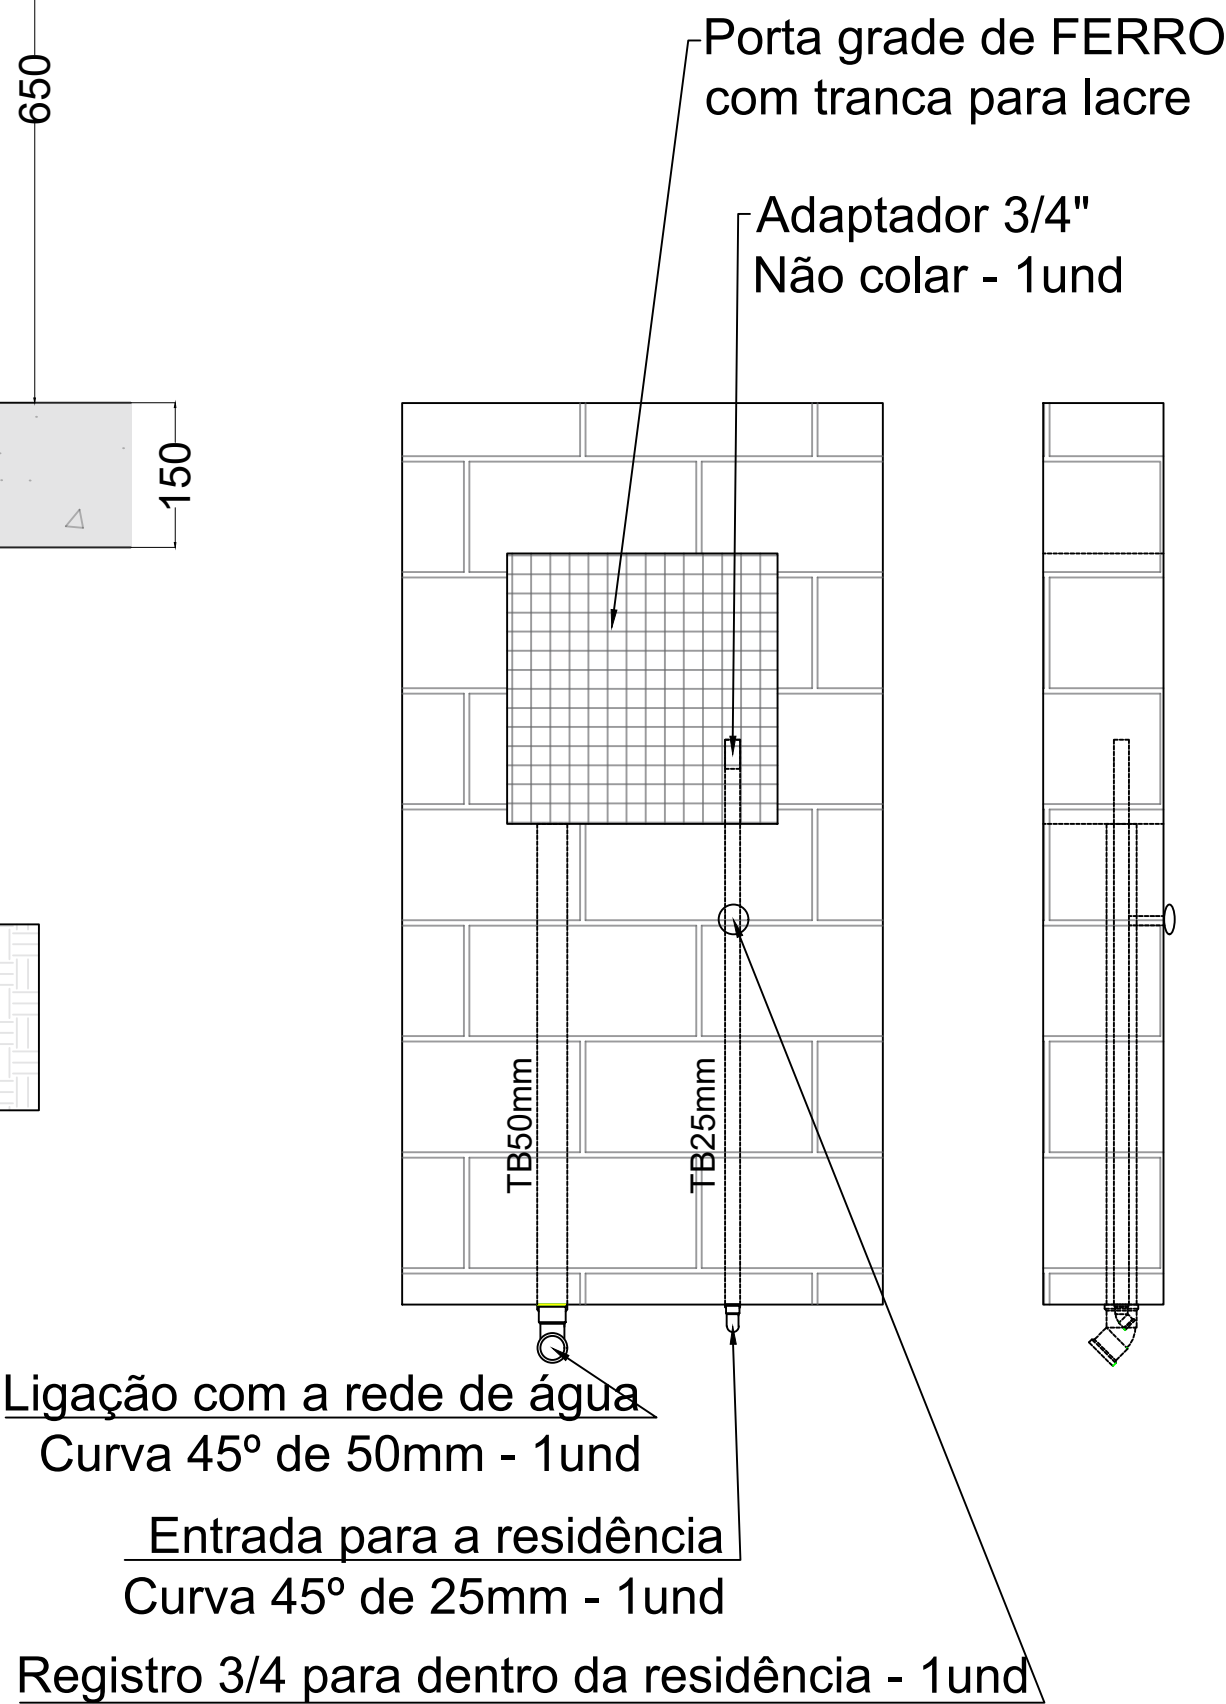 Porta grade de FERRO
com tranca para lacre
650
Adaptador 3/4"
Não colar - 1und
150
TB50mm
TB25mm
Ligação com a rede de água
Curva 45º de 50mm - 1und
Entrada para a residência
Curva 45º de 25mm - 1und
Registro 3/4 para dentro da residência - 1und